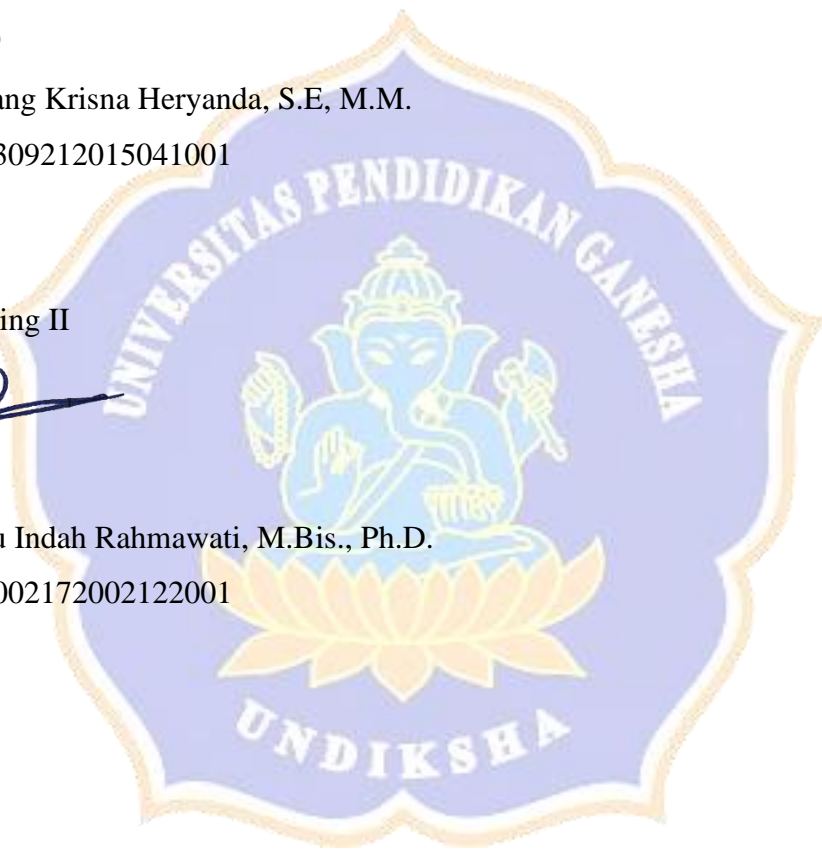 ang Krisna Heryanda, S.E, M.M.
309212015041001
UNIVERSITAS PENDIDIKAN GANESHA
ing II
u Indah Rahmawati, M.Bis., Ph.D.
002172002122001
UNDIKSHA